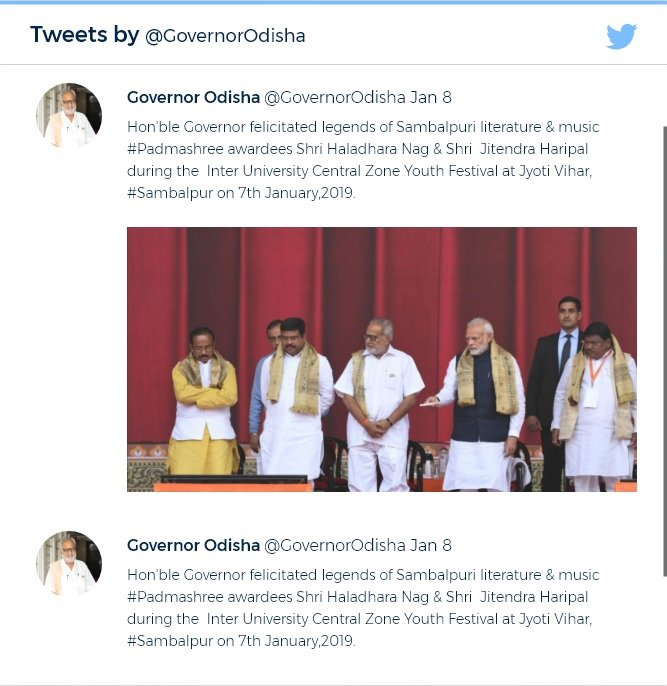 Tweets by @GovernorOdisha
Governor Odisha @GovernorOdisha Jan 8
Hon'ble Governor felicitated legends of Sambalpuri literature & music
#Padmashree awardees Shri Haladhara Nag & Shri  Jitendra Haripal
during the  Inter University Central Zone Youth Festival at Jyoti Vihar,
#Sambalpur on 7th January,2019.
Governor Odisha @GovernorOdisha Jan 8
Hon'ble Governor felicitated legends of Sambalpuri literature & music
#Padmashree awardees Shri Haladhara Nag & Shri  Jitendra Haripal
during the  Inter University Central Zone Youth Festival at Jyoti Vihar,
#Sambalpur on 7th January,2019.